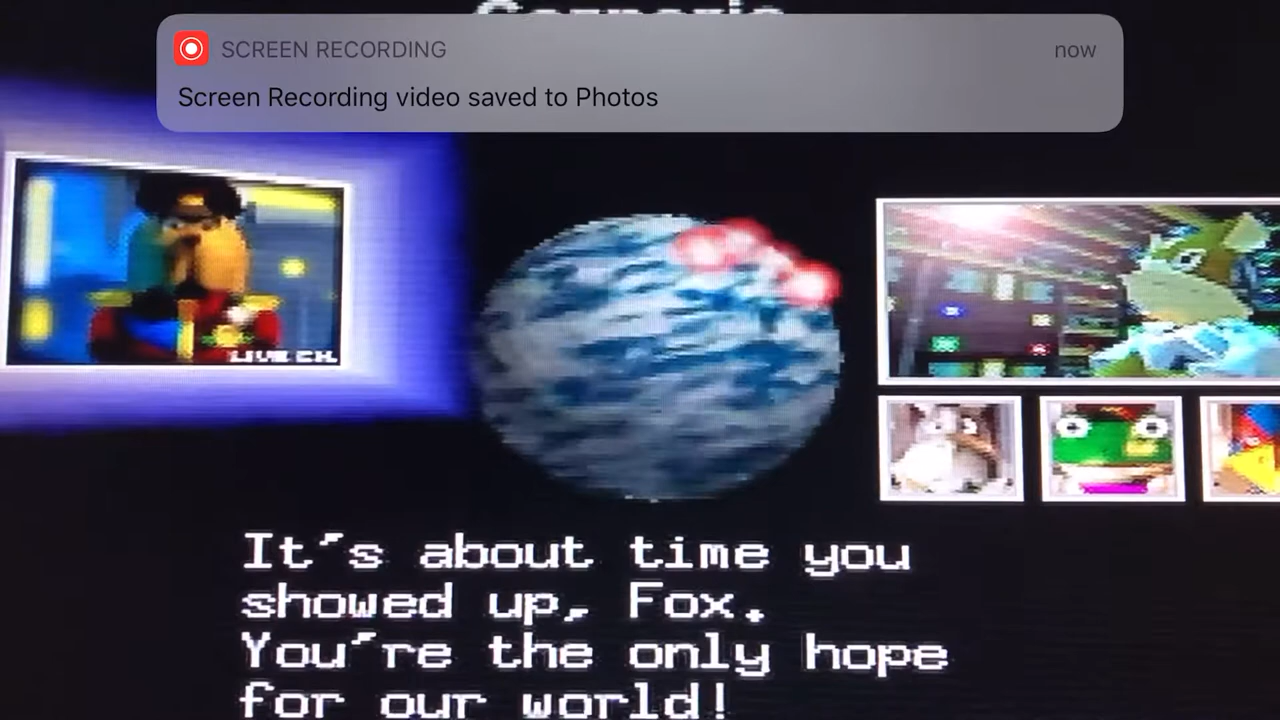 SCREEN RECORDING now
Screen Recording video saved to Photos
LIVE CH.
It's about time you
showed up, Fox.
You're the only hope
for our world!